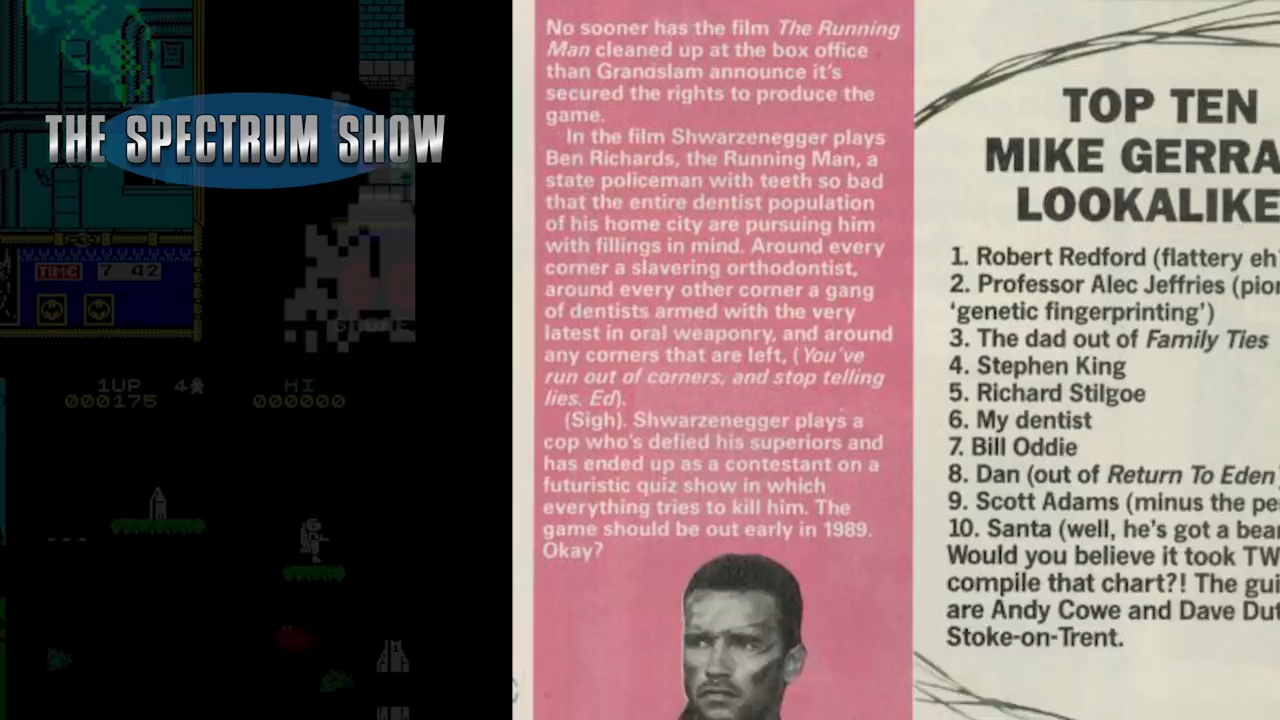 THE SPECTRUM SHOW
TIME 7 42
1UP 4 HI
000175 000000
No sooner has the film The Running
Man cleaned up at the box office
than Grandslam announce it's
secured the rights to produce the
game.
In the film Shwarzenegger plays
Ben Richards, the Running Man, a
state policeman with teeth so bad
that the entire dentist population
of his home city are pursuing him
with fillings in mind. Around every
corner a slavering orthodontist,
around every other corner a gang
of dentists armed with the very
latest in oral weaponry, and around
any corners that are left, (You've
run out of corners, and stop telling
lies. Ed).
(Sigh). Shwarzenegger plays a
cop who's defied his superiors and
has ended up as a contestant on a
futuristic quiz show in which
everything tries to kill him. The
game should be out early in 1989.
Okay?
TOP TEN
MIKE GERRA
LOOKALIKE
1. Robert Redford (flattery eh
2. Professor Alec Jeffries (pion
'genetic fingerprinting')
3. The dad out of Family Ties
4. Stephen King
5. Richard Stilgoe
6. My dentist
7. Bill Oddie
8. Dan (out of Return To Eden)
9. Scott Adams (minus the pe
10. Santa (well, he's got a bear
Would you believe it took TW
compile that chart?! The gui
are Andy Cowe and Dave Dut
Stoke-on-Trent.